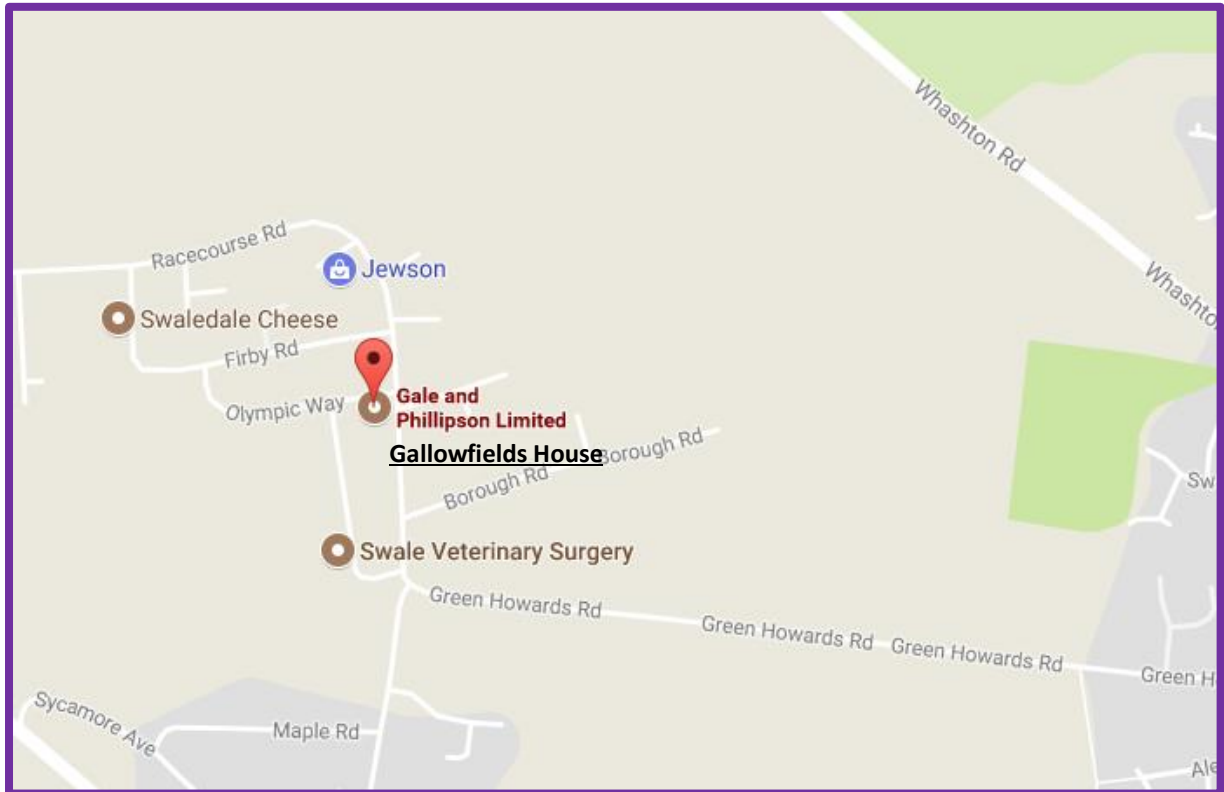 Whashton Rd
Racecourse Rd
Jewson
Whashto
Swaledale Cheese
Firby Rd
Gale and
Phillipson Limited
Olympic Way
Gallowfields House
Borough Rd
Borough Rd
Sw
Swale Veterinary Surgery
Green Howards Rd
Green Howards Rd
Green Howards Rd
Green H
Sycamore Ave
Maple Rd
Ale